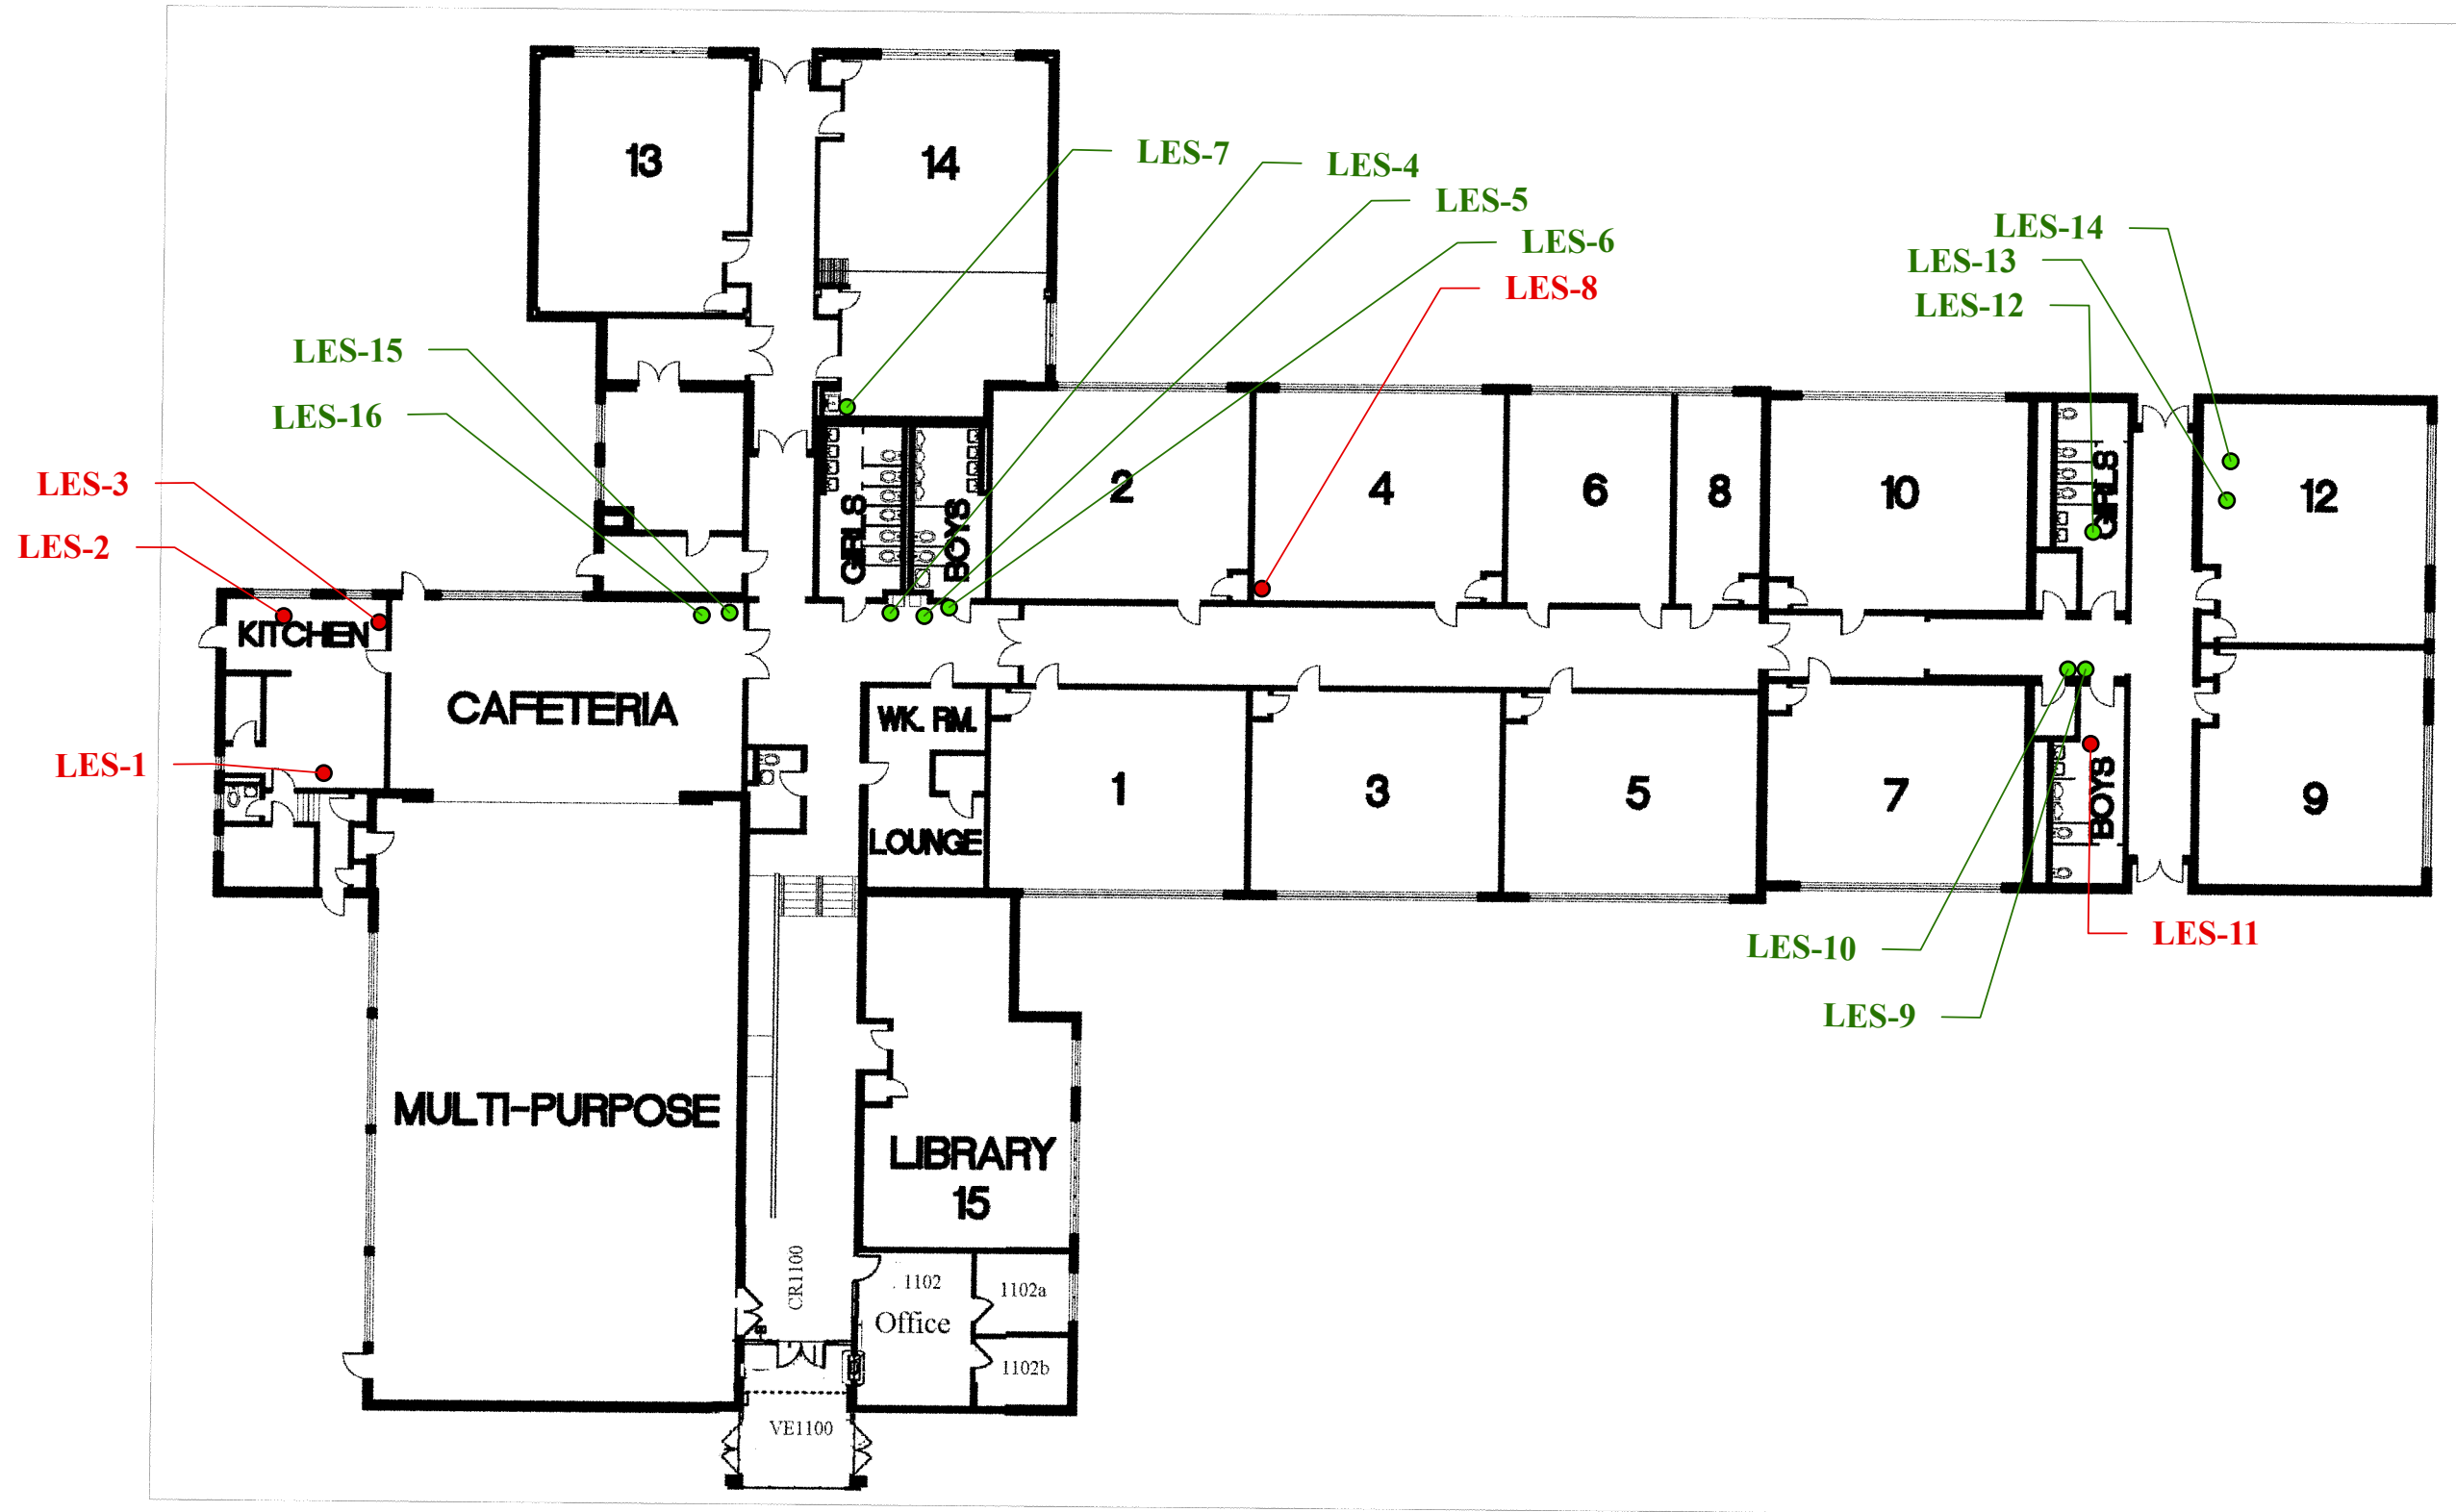 13
14
LES-7
LES-4
LES-5
LES-6
LES-8
LES-14
LES-13
LES-12
LES-15
LES-16
LES-3
LES-2
LES-1
KITCHEN
CAFETERIA
GIRLS
BOYS
2
4
6
8
10
GIRLS
12
WK. RM.
LOUNGE
1
3
5
7
BOYS
9
LES-10
LES-9
LES-11
MULTI-PURPOSE
LIBRARY
15
CR1100
1102
Office
1102a
1102b
VE1100